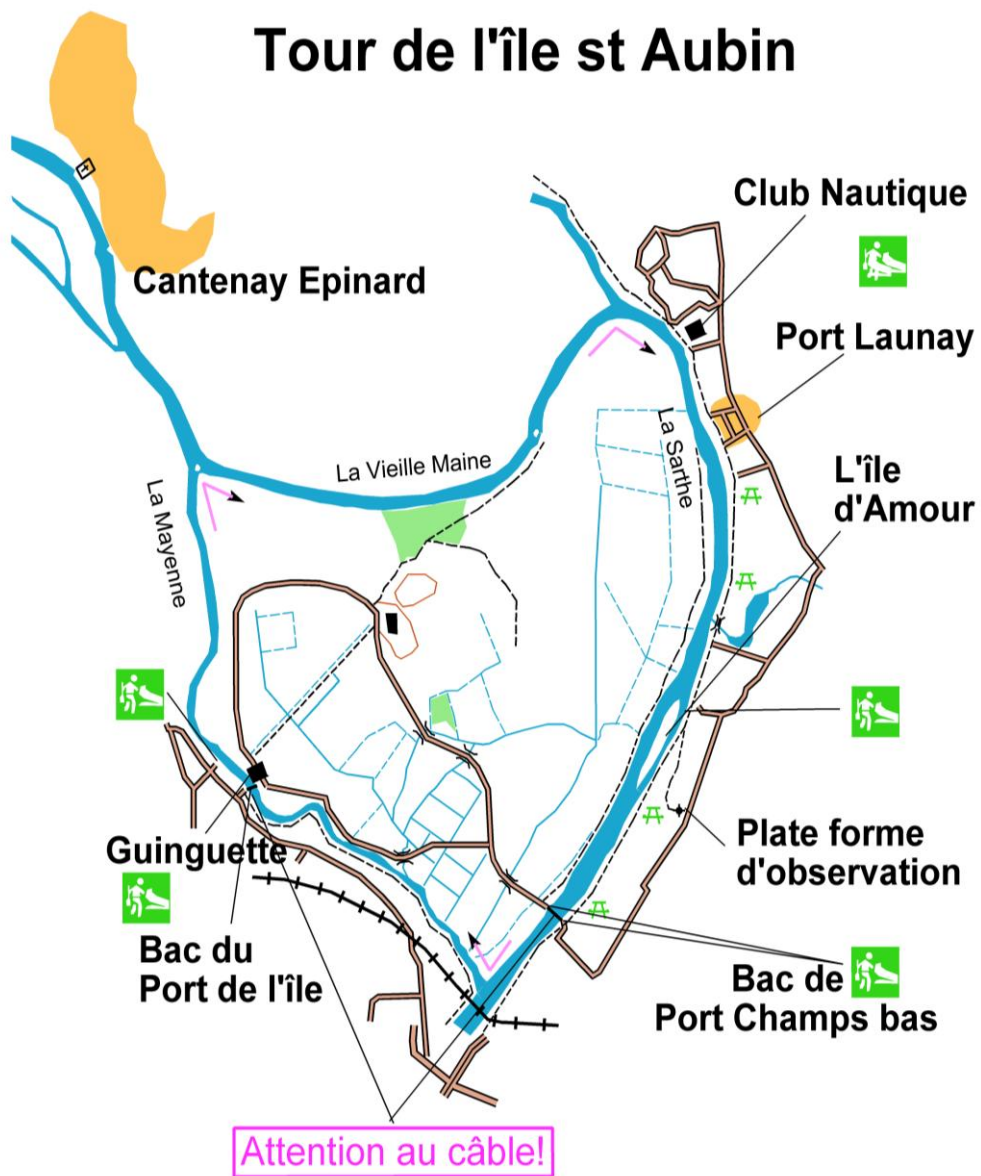 Tour de l'île st Aubin
Club Nautique
Cantenay Epinard
Port Launay
La Vieille Maine
La Sarthe
L'île
d'Amour
La Mayenne
Guinguette
Plate forme
d'observation
Bac du
Port de l'île
Bac de
Port Champs bas
Attention au câble!